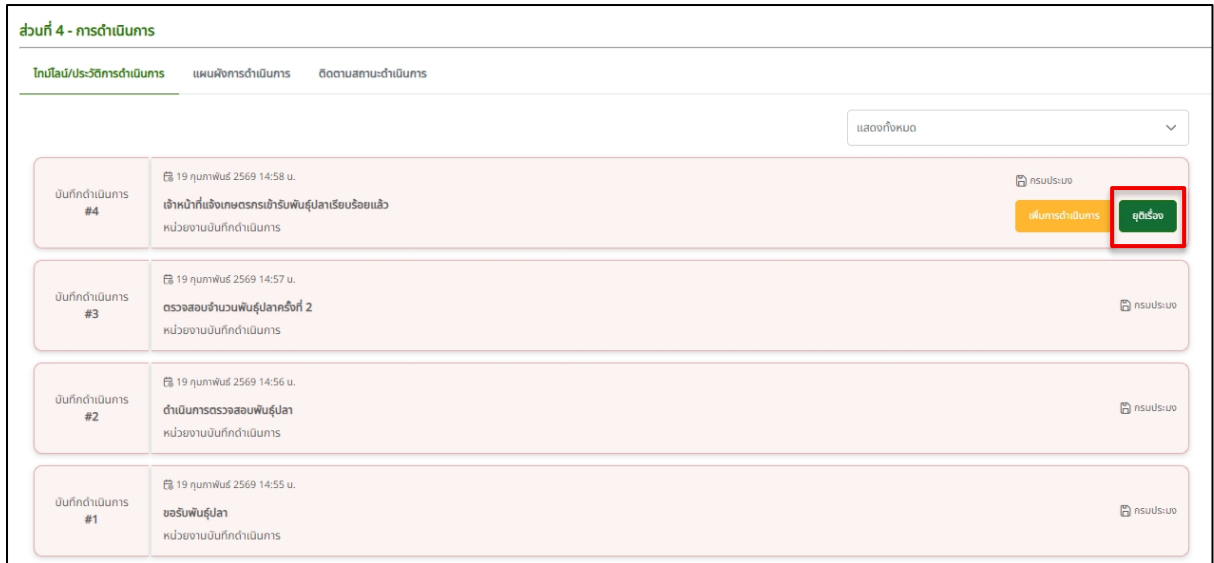 ส่วนที่ 4 - การดำเนินการ
ไทม์ไลน์/ประวัติการดำเนินการ แผนผังการดำเนินการ ติดตามสถานะดำเนินการ
แสดงทั้งหมด
บันทึกดำเนินการ
#4
19 กุมภาพันธ์ 2569 14:58 น.
เจ้าหน้าที่แจ้งเกษตรกรเข้ารับพันธุ์ปลาเรียบร้อยแล้ว
หน่วยงานบันทึกดำเนินการ
กรมประมง
เพิ่มการดำเนินการ ยุติเรื่อง
บันทึกดำเนินการ
#3
19 กุมภาพันธ์ 2569 14:57 น.
ตรวจสอบจำนวนพันธุ์ปลาครั้งที่ 2
หน่วยงานบันทึกดำเนินการ
กรมประมง
บันทึกดำเนินการ
#2
19 กุมภาพันธ์ 2569 14:56 น.
ดำเนินการตรวจสอบพันธุ์ปลา
หน่วยงานบันทึกดำเนินการ
กรมประมง
บันทึกดำเนินการ
#1
19 กุมภาพันธ์ 2569 14:55 น.
ขอรับพันธุ์ปลา
หน่วยงานบันทึกดำเนินการ
กรมประมง